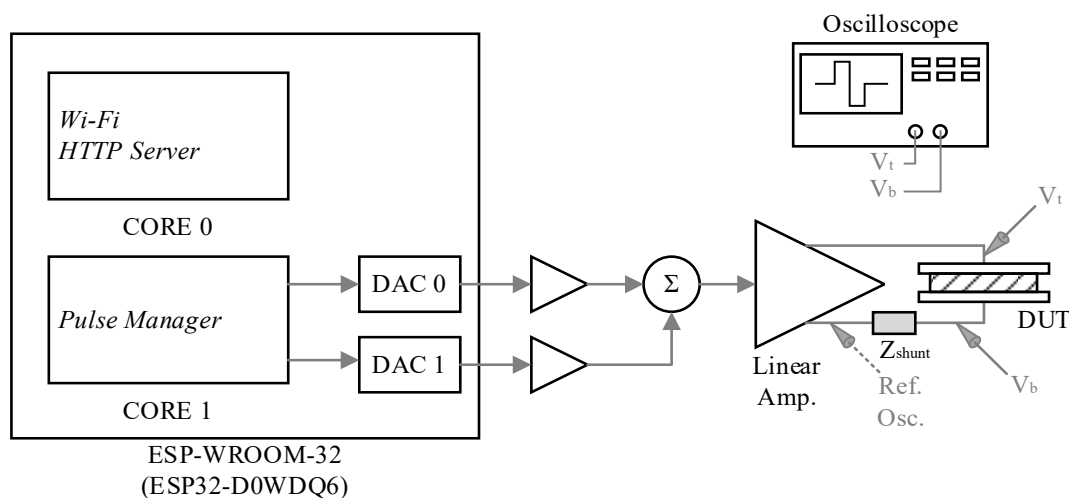 Oscilloscope
Wi-Fi
HTTP Server
CORE 0
Pulse Manager
CORE 1
DAC 0
DAC 1
ESP-WROOM-32
(ESP32-D0WDQ6)
Σ
Linear
Amp.
Vt
Vb
Vt
DUT
Zshunt
Ref.
Osc.
Vb